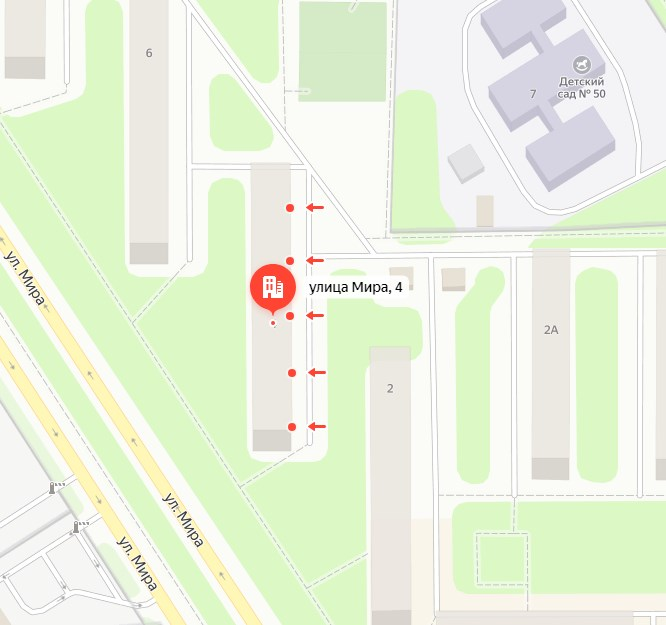 6
7
Детский
сад № 50
ул. Мира
улица Мира, 4
2А
2
ул. Мира
ул. Мира